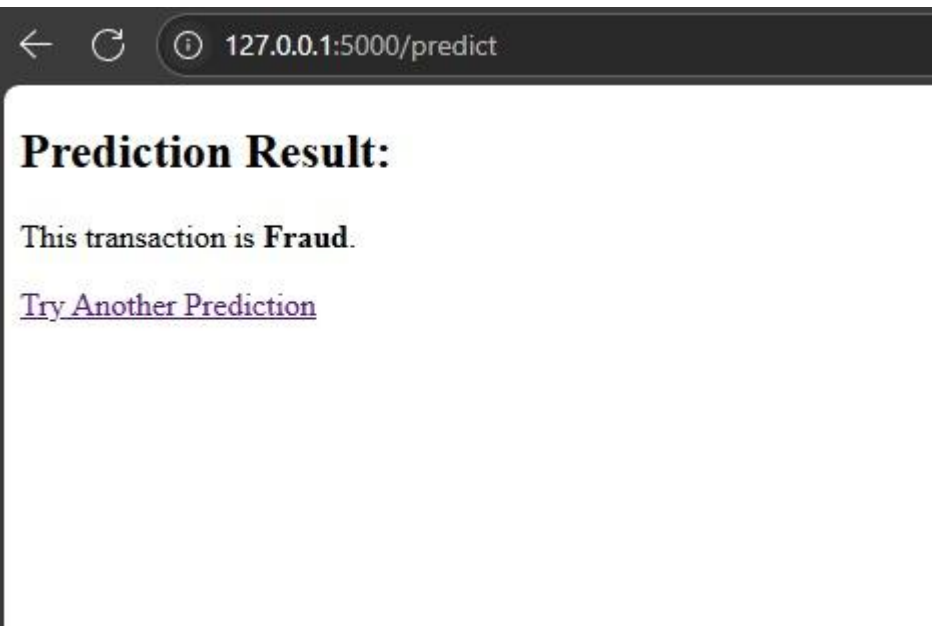 127.0.0.1:5000/predict
Prediction Result:
This transaction is Fraud.
Try Another Prediction